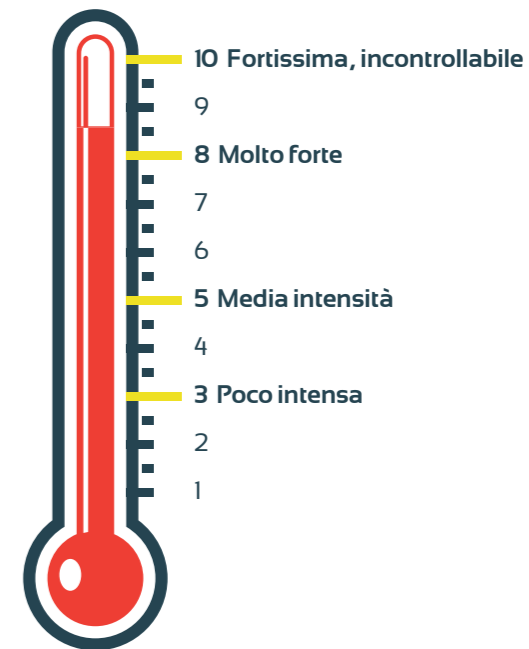 10 Fortissima, incontrollabile
9
8 Molto forte
7
6
5 Media intensità
4
3 Poco intensa
2
1